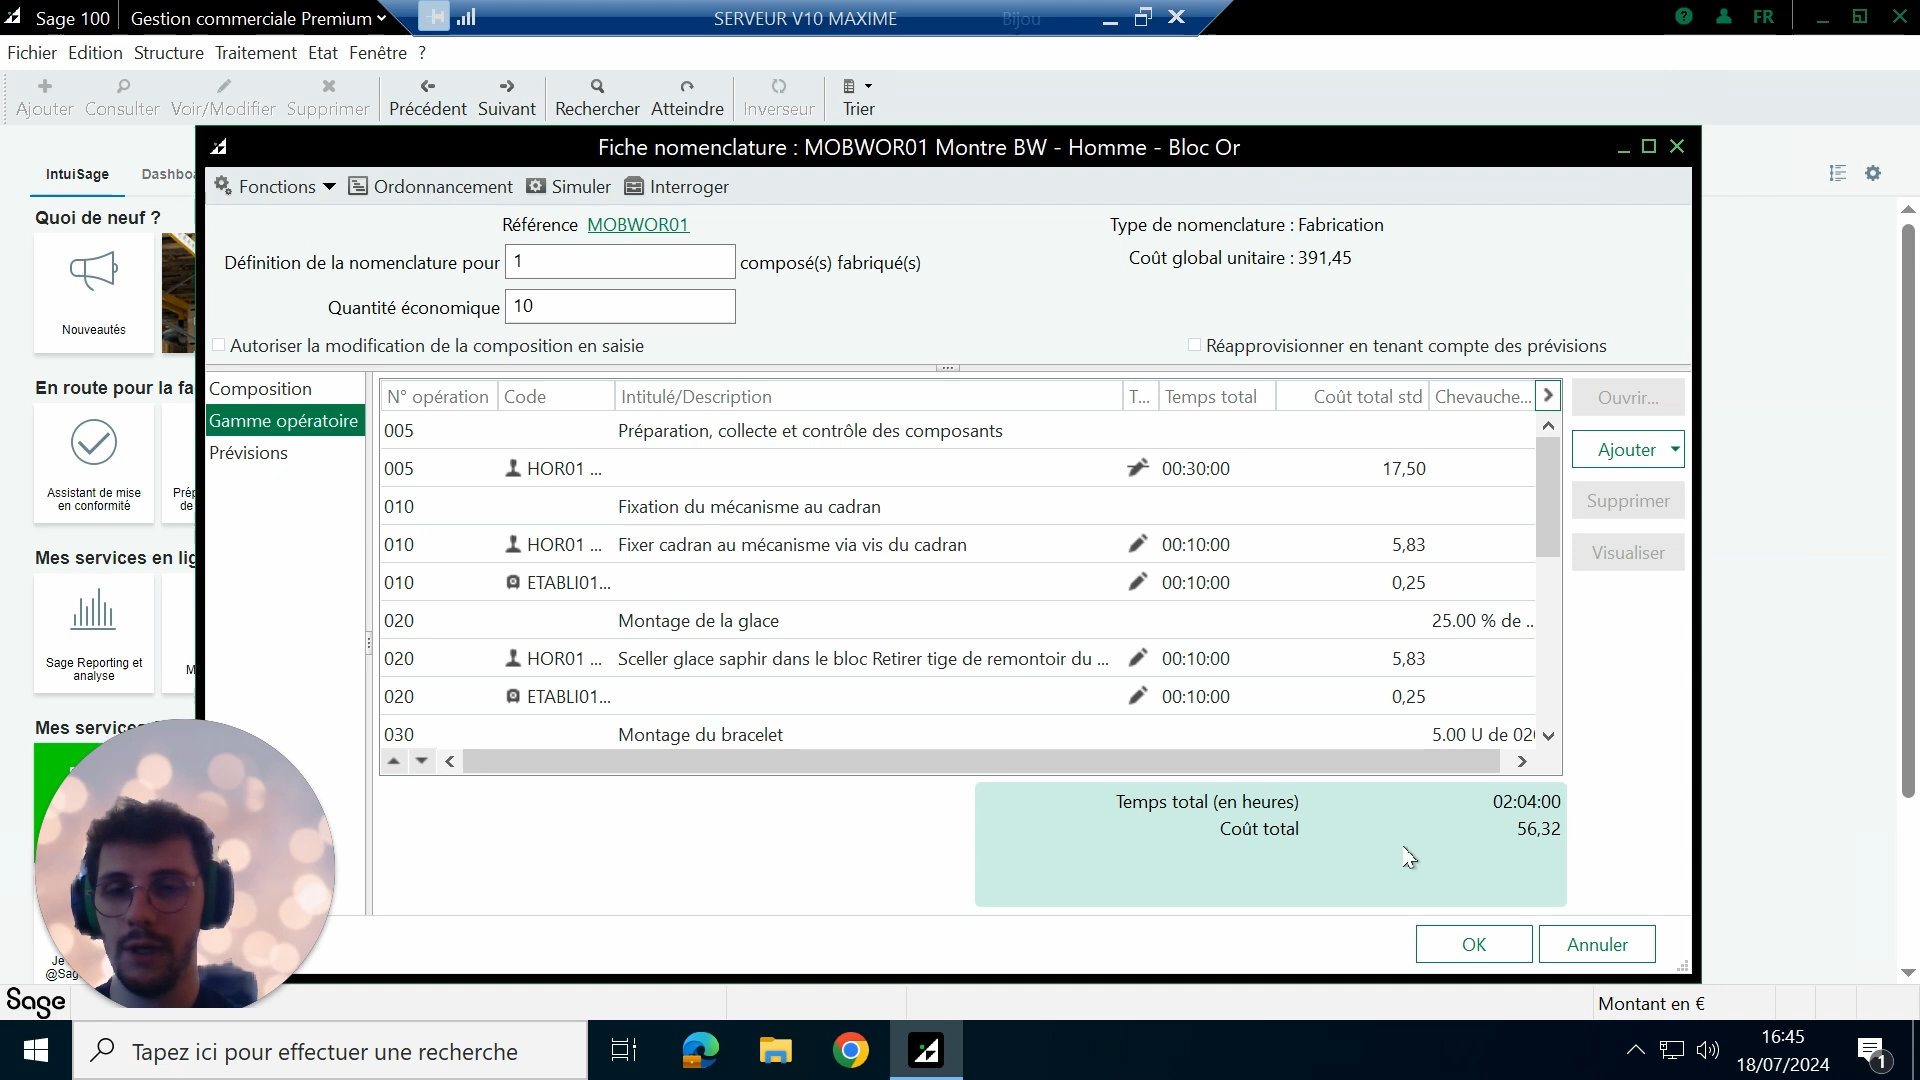 Sage 100
Gestion commerciale Premium
SERVEUR V10 MAXIME
Bijou
FR
Fichier Edition Structure Traitement Etat Fenêtre ?
Ajouter Consulter Voir/Modifier Supprimer Précédent Suivant Rechercher Atteindre Inverseur Trier
Fiche nomenclature : MOBWOR01 Montre BW - Homme - Bloc Or
IntuiSage
Dashbo
Fonctions Ordonnancement Simuler Interroger
Quoi de neuf ?
Nouveautés
En route pour la fa
Assistant de mise
en conformité
Prép
de
Mes services en lig
Sage Reporting et
analyse
M
Mes service
Je
@Sag
Référence MOBWOR01
Type de nomenclature : Fabrication
Définition de la nomenclature pour 1 composé(s) fabriqué(s)
Coût global unitaire : 391,45
Quantité économique 10
Autoriser la modification de la composition en saisie
Réapprovisionner en tenant compte des prévisions
Composition
Gamme opératoire
Prévisions
N° opération Code Intitulé/Description T... Temps total Coût total std Chevauche...
005 Préparation, collecte et contrôle des composants
005 HOR01 ... 00:30:00 17,50
010 Fixation du mécanisme au cadran
010 HOR01 ... Fixer cadran au mécanisme via vis du cadran 00:10:00 5,83
010 ETABLI01... 00:10:00 0,25
020 Montage de la glace 25.00 % de ..
020 HOR01 ... Sceller glace saphir dans le bloc Retirer tige de remontoir du ... 00:10:00 5,83
020 ETABLI01... 00:10:00 0,25
030 Montage du bracelet 5.00 U de 020
Ouvrir...
Ajouter
Supprimer
Visualiser
Temps total (en heures) 02:04:00
Coût total 56,32
OK
Annuler
Sage
Montant en €
Tapez ici pour effectuer une recherche
16:45
18/07/2024
1